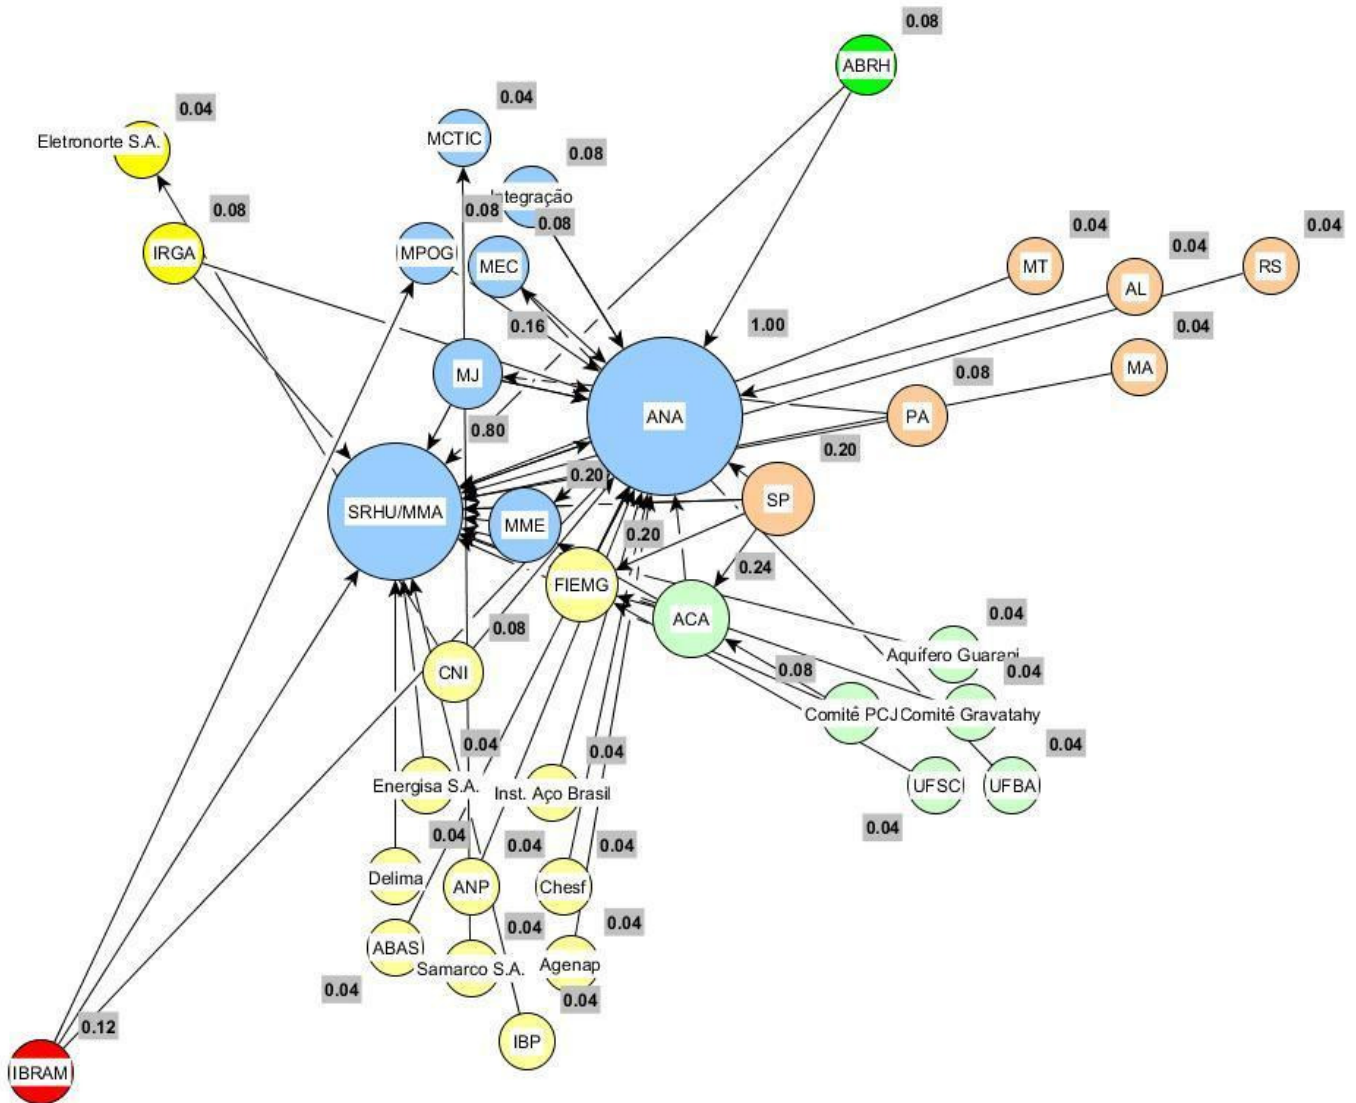 0.08
ABRH
0.04
Eletronorte S.A.
0.04
MCTIC
0.08
Integração
0.08
IRGA
0.08
0.08
MPOG
MEC
0.04
MT
0.04
AL
0.04
RS
0.16
1.00
0.04
MA
MJ
0.08
PA
ANA
0.80
0.20
0.20
SRHU/MMA
MME
SP
0.20
FIEMG
0.24
ACA
0.04
Aquifero Guarani
0.08
CNI
0.08
0.04
Comitê PCJ
Comitê Gravatahy
0.04
0.04
0.04
Energisa S.A.
Inst. Aço Brasil
UFSC
UFBA
0.04
0.04
0.04
0.04
Delima
ANP
Chesf
0.04
0.04
ABAS
Samarco S.A.
Agenap
0.04
0.04
0.12
IBP
IBRAM